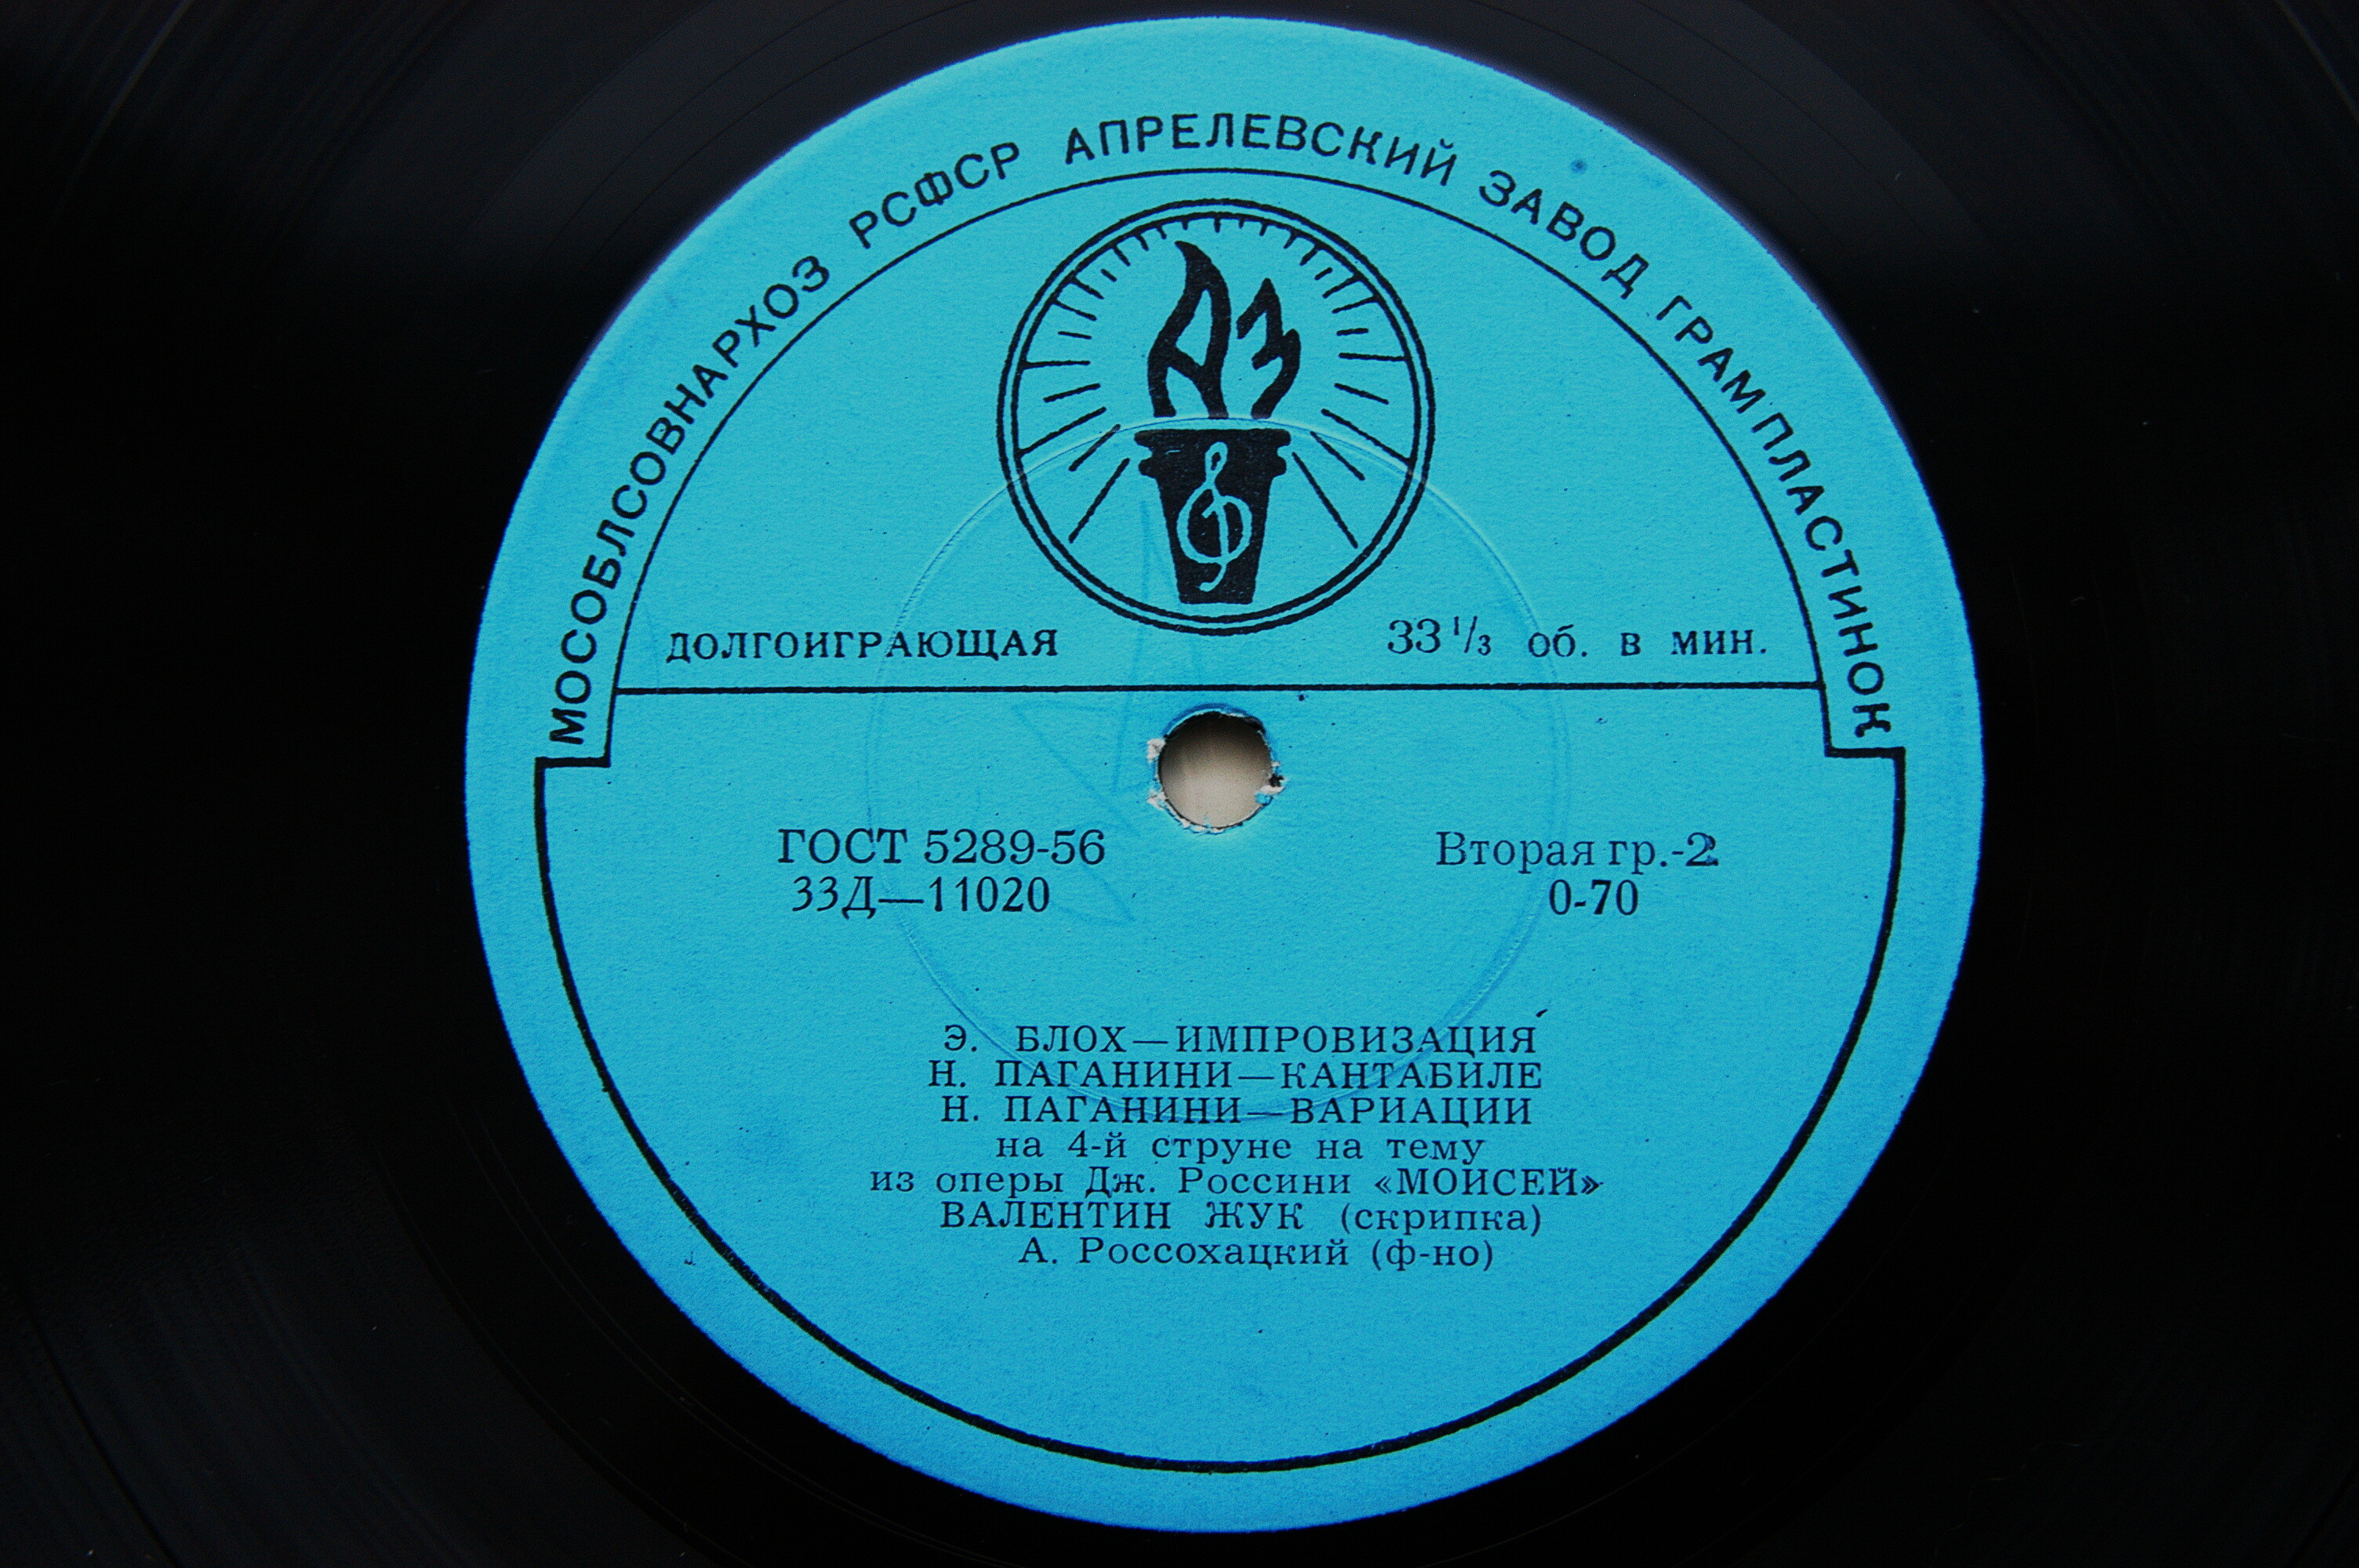 МОСОБЛСОВНАРХОЗ РСФСР АПРЕЛЕВСКИЙ ЗАВОД ГРАМПЛАСТИНОК
АЗ
ДОЛГОИГРАЮЩАЯ 33 1/3 об. в мин.
ГОСТ 5289-56 Вторая гр.-2
33Д—11020 0-70
Э. БЛОХ—ИМПРОВИЗАЦИЯ
Н. ПАГАНИНИ—КАНТАБИЛЕ
Н. ПАГАНИНИ—ВАРИАЦИИ
на 4-й струне на тему
из оперы Дж. Россини «МОИСЕЙ»
ВАЛЕНТИН ЖУК (скрипка)
А. Россохацкий (ф-но)